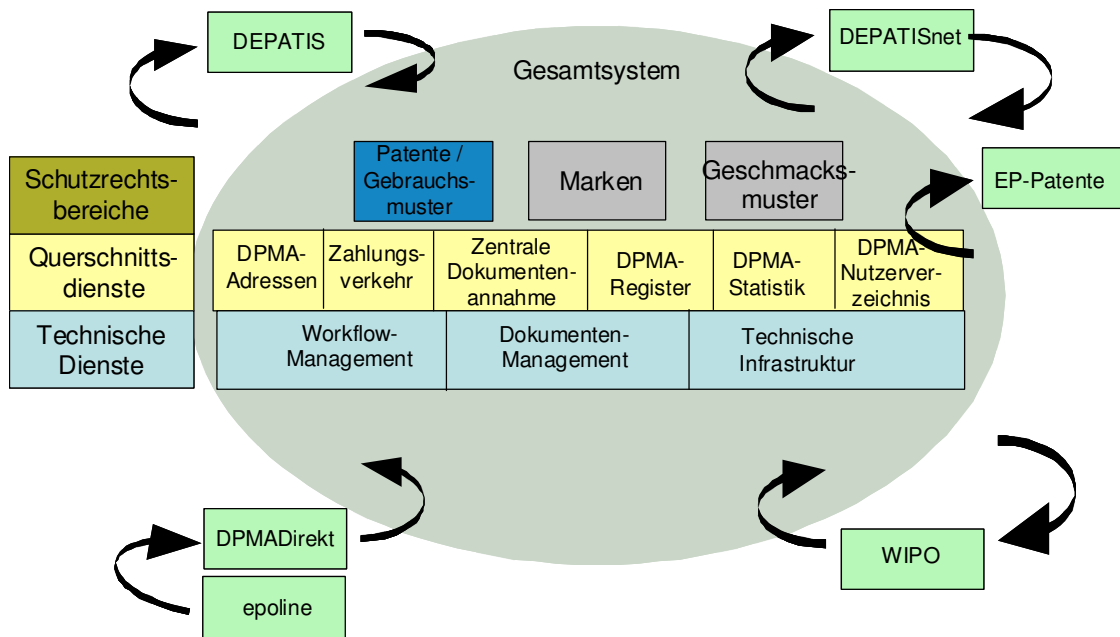 DEPATIS
DEPATISnet
Gesamtsystem
Schutzrechts-
bereiche
Patente /
Gebrauchs-
muster
Marken
Geschmacks-
muster
EP-Patente
Querschnitts-
dienste
DPMA-
Adressen
Zahlungs-
verkehr
Zentrale
Dokumenten-
annahme
DPMA-
Register
DPMA-
Statistik
DPMA-
Nutzerver-
zeichnis
Technische
Dienste
Workflow-
Management
Dokumenten-
Management
Technische
Infrastruktur
DPMADirekt
epoline
WIPO